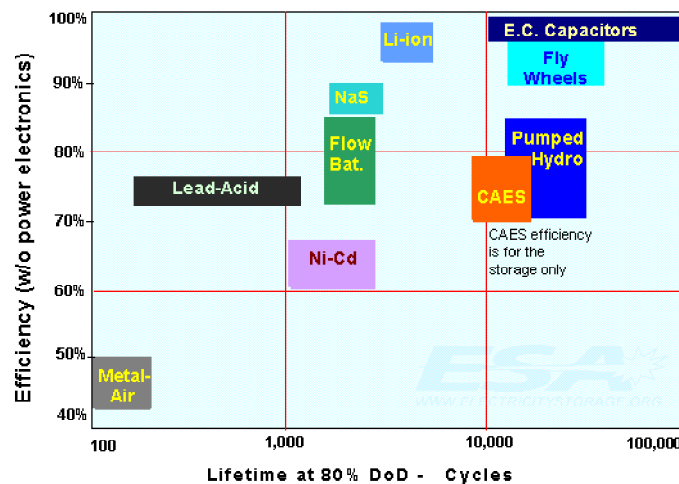 100%
90%
80%
70%
60%
50%
40%
Efficiency (w/o power electronics)
Li-ion
E.C. Capacitors
Fly
Wheels
NaS
Flow
Bat.
Pumped
Hydro
Lead-Acid
CAES
CAES efficiency
is for the
storage only
Ni-Cd
Metal-
Air
ESA
WWW.ELECTRICITYSTORAGE.ORG
100
1,000
10,000
100,000
Lifetime at 80% DoD - Cycles